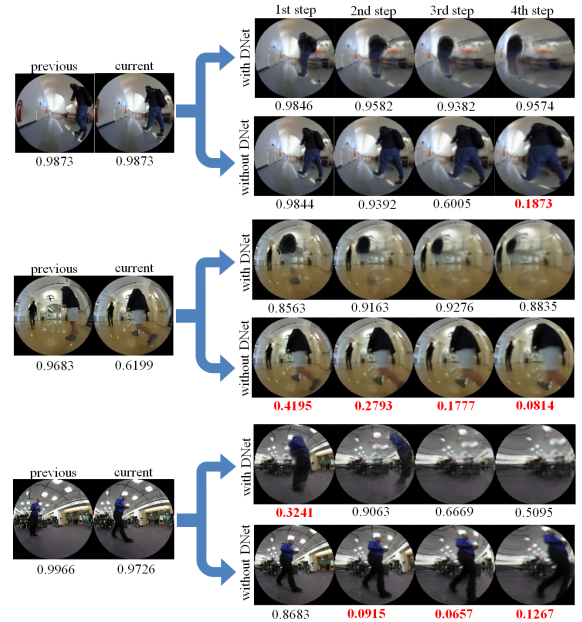 1st step 2nd step 3rd step 4th step
with DNet
previous current
0.9846 0.9582 0.9382 0.9574
without DNet
0.9873 0.9873
0.9844 0.9392 0.6005 0.1873
with DNet
previous current
0.8563 0.9163 0.9276 0.8835
without DNet
0.9683 0.6199
0.4195 0.2793 0.1777 0.0814
with DNet
previous current
0.3241 0.9063 0.6669 0.5095
without DNet
0.9966 0.9726
0.8683 0.0915 0.0657 0.1267